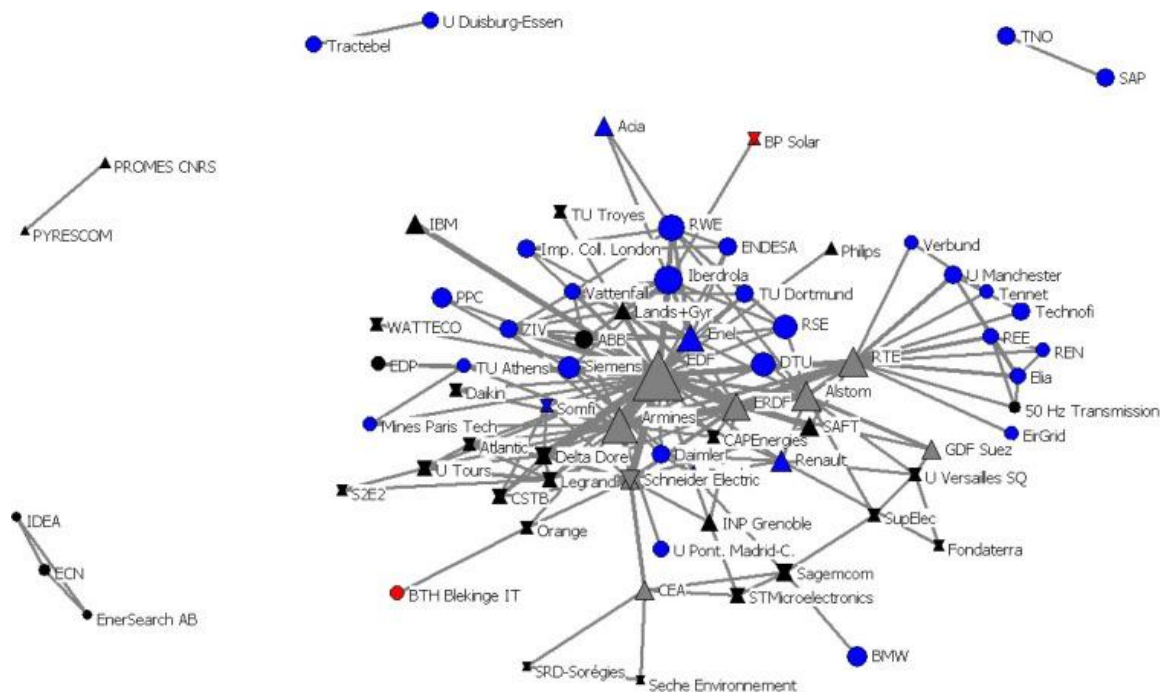 U Duisburg-Essen
Tractebel
TNO
SAP
Acia
BP Solar
PROMES CNRS
PYRESCOM
IBM
TU Troyes
RWE
Imp. Coll. London
ENDESA
Philips
Verbund
Iberdrola
U Manchester
PPC
Vattenfall
TU Dortmund
Tennet
Landis+Gyr
Technofi
WATTECO
ZIV
ABB
Enel
RSE
REE
REN
EDP
TU Athens
Siemens
EDF
DTU
RTE
Elia
Daikin
Somfi
ERDF
Alstom
50 Hz Transmission
Mines Paris Tech
Armines
SAFT
EirGrid
Atlantic
Delta Dore
CAPEnergies
GDF Suez
U Tours
Daimler
Renault
Legrand
Schneider Electric
U Versailles SQ
S2E2
CSTB
IDEA
Orange
INP Grenoble
SupElec
Fondaterra
U Pont. Madrid-C.
ECN
Sagemcom
BTH Blekinge IT
CEA
STMicroelectronics
EnerSearch AB
BMW
SRD-Sorégies
Seche Environnement